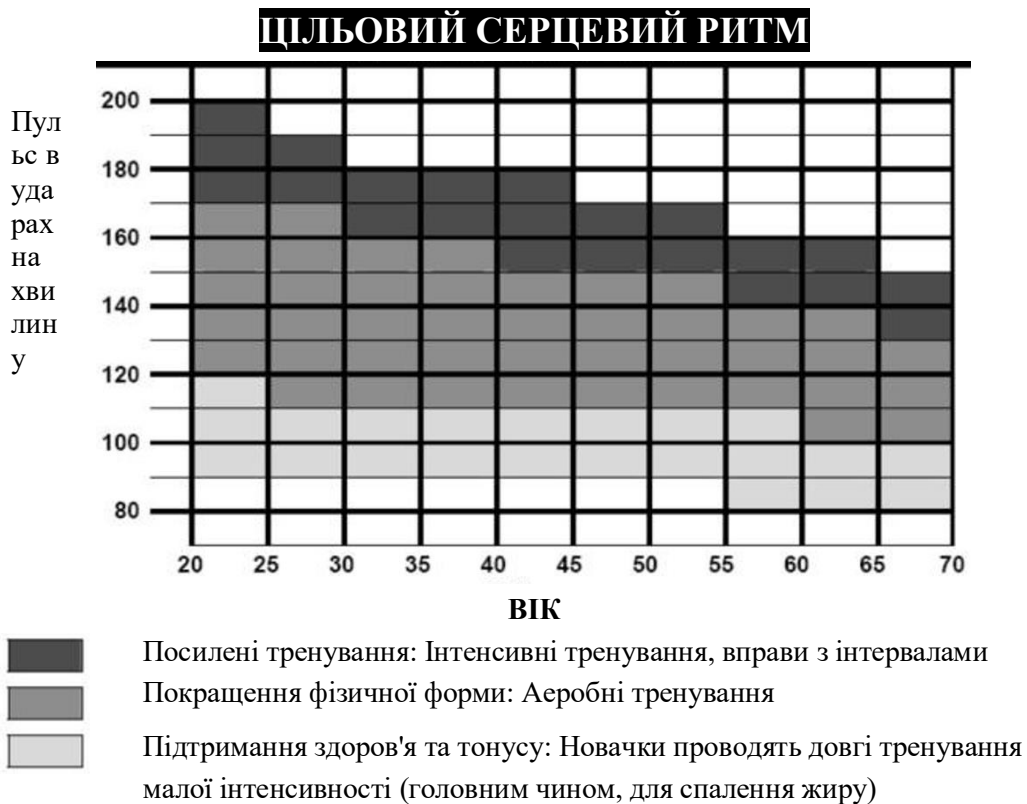 ЦІЛЬОВИЙ СЕРЦЕВИЙ РИТМ
Пул
ьс в
уда
рах
на
хви
лин
у
200
180
160
140
120
100
80
20 25 30 35 40 45 50 55 60 65 70
ВІК
Посилені тренування: Інтенсивні тренування, вправи з інтервалами
Покращення фізичної форми: Аеробні тренування
Підтримання здоров'я та тонусу: Новачки проводять довгі тренування
малої інтенсивності (головним чином, для спалення жиру)